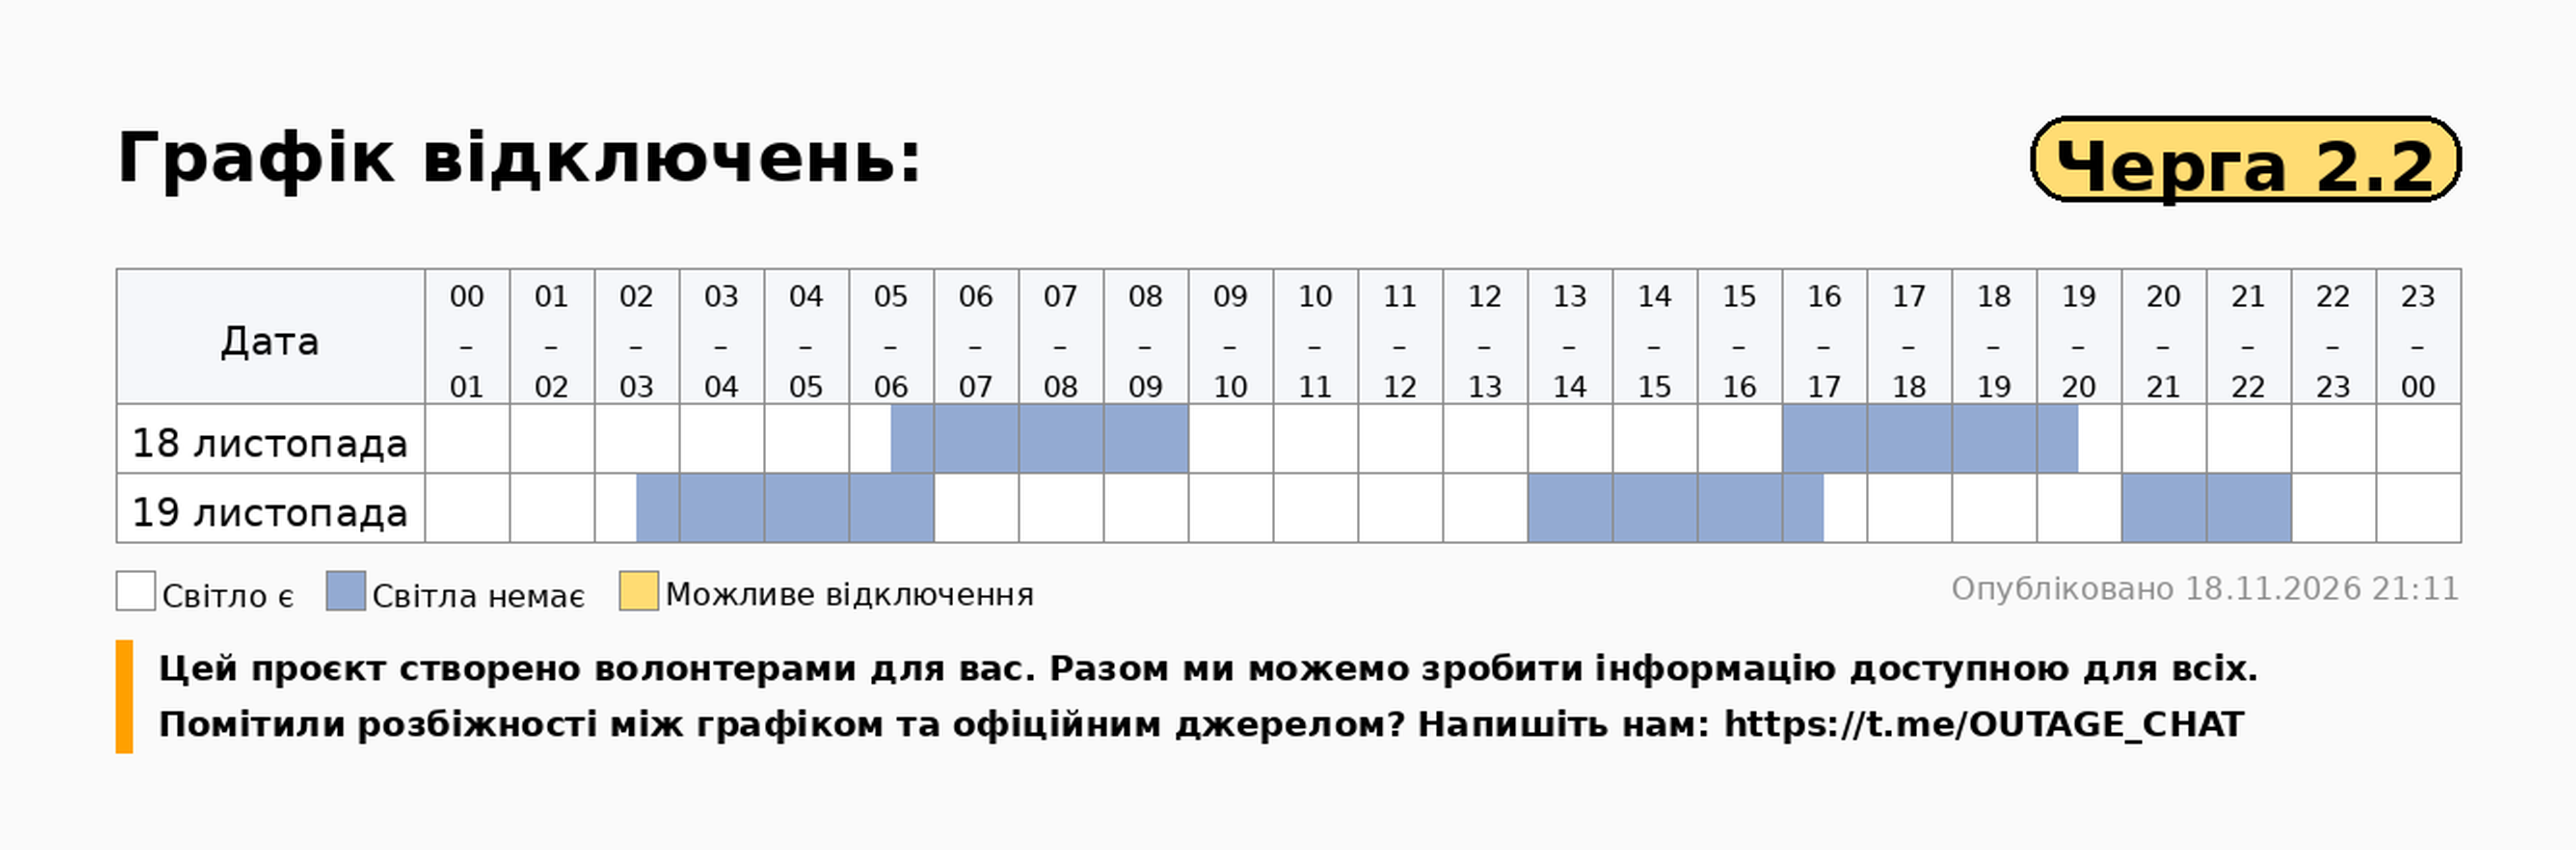 Графік відключень:
Черга 2.2
Дата
00 – 01
01 – 02
02 – 03
03 – 04
04 – 05
05 – 06
06 – 07
07 – 08
08 – 09
09 – 10
10 – 11
11 – 12
12 – 13
13 – 14
14 – 15
15 – 16
16 – 17
17 – 18
18 – 19
19 – 20
20 – 21
21 – 22
22 – 23
23 – 00
18 листопада
19 листопада
Світло є
Світла немає
Можливе відключення
Опубліковано 18.11.2026 21:11
Цей проєкт створено волонтерами для вас. Разом ми можемо зробити інформацію доступною для всіх.
Помітили розбіжності між графіком та офіційним джерелом? Напишіть нам: https://t.me/OUTAGE_CHAT